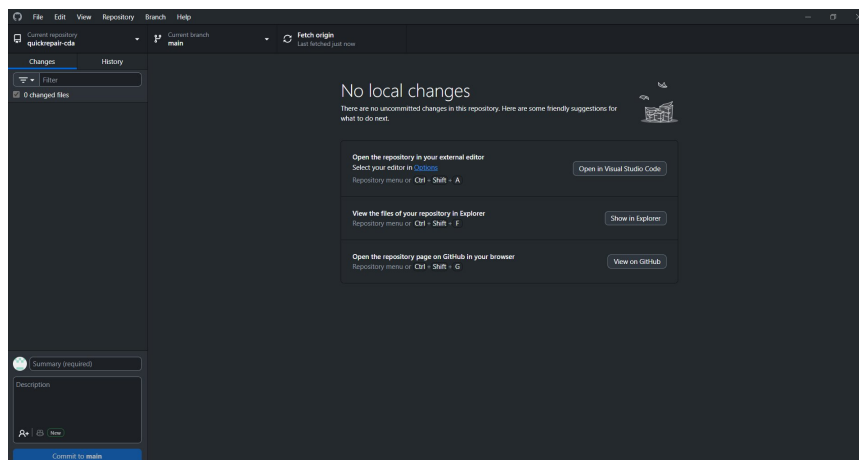 File Edit View Repository Branch Help
Current repository
quickrepair-cda
Current branch
main
Fetch origin
Last fetched just now
Changes History
Filter
0 changed files
No local changes
There are no uncommitted changes in this repository. Here are some friendly suggestions for
what to do next.
Open the repository in your external editor
Select your editor in Options
Repository menu or Ctrl + Shift + A
Open in Visual Studio Code
View the files of your repository in Explorer
Repository menu or Ctrl + Shift + F
Show in Explorer
Open the repository page on GitHub in your browser
Repository menu or Ctrl + Shift + G
View on GitHub
Summary (required)
Description
New
Commit to main